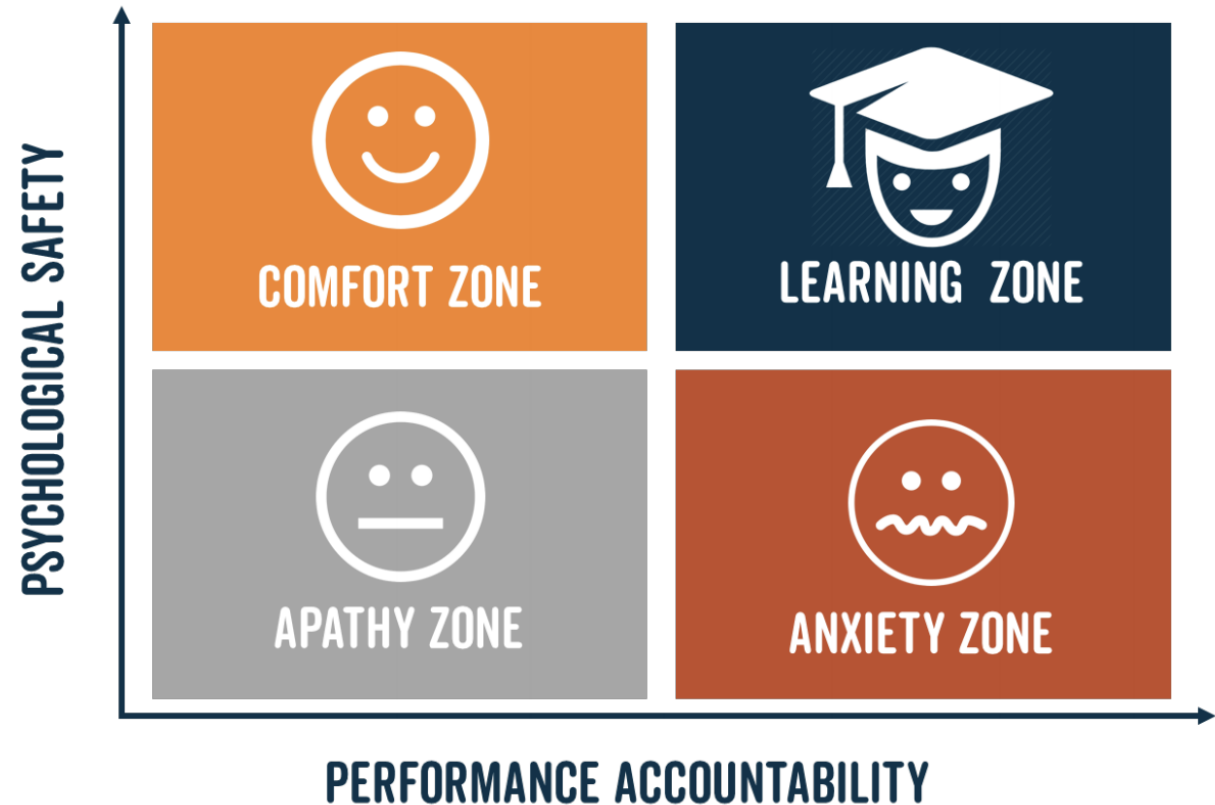 PSYCHOLOGICAL SAFETY
COMFORT ZONE
LEARNING ZONE
APATHY ZONE
ANXIETY ZONE
PERFORMANCE ACCOUNTABILITY